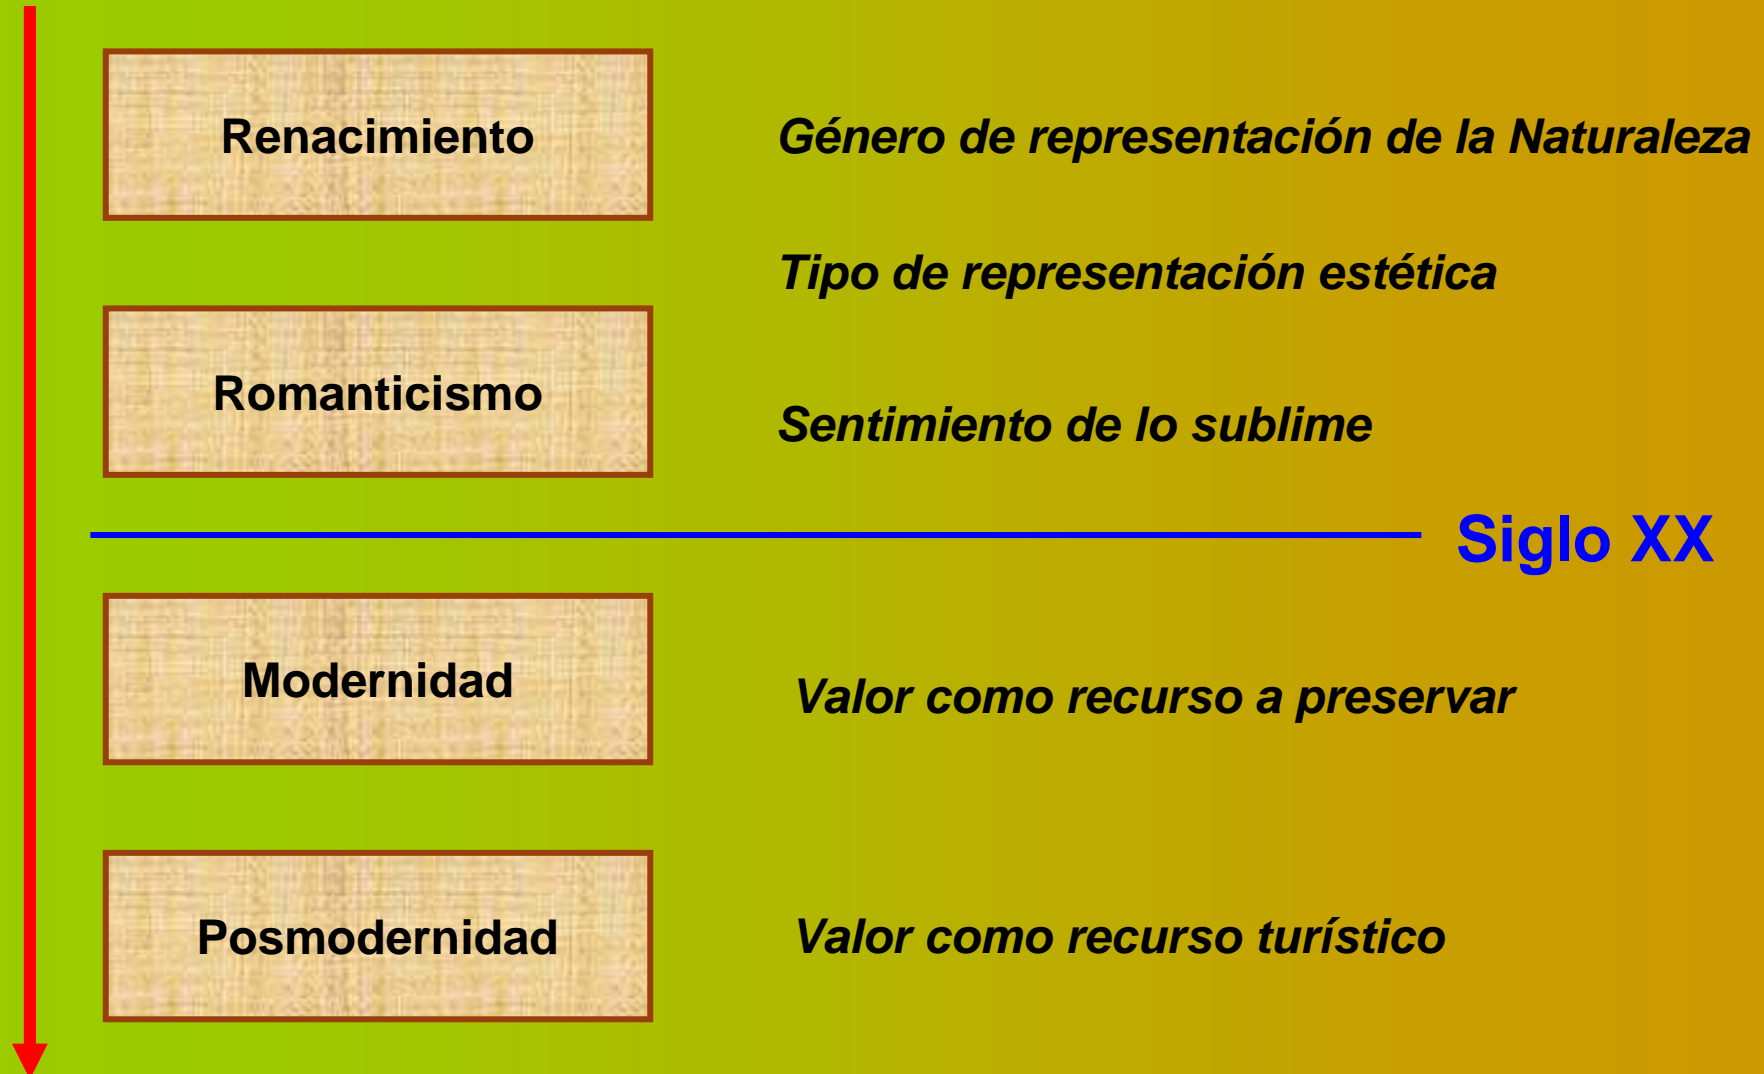 Renacimiento
Género de representación de la Naturaleza
Tipo de representación estética
Romanticismo
Sentimiento de lo sublime
Siglo XX
Modernidad
Valor como recurso a preservar
Posmodernidad
Valor como recurso turístico